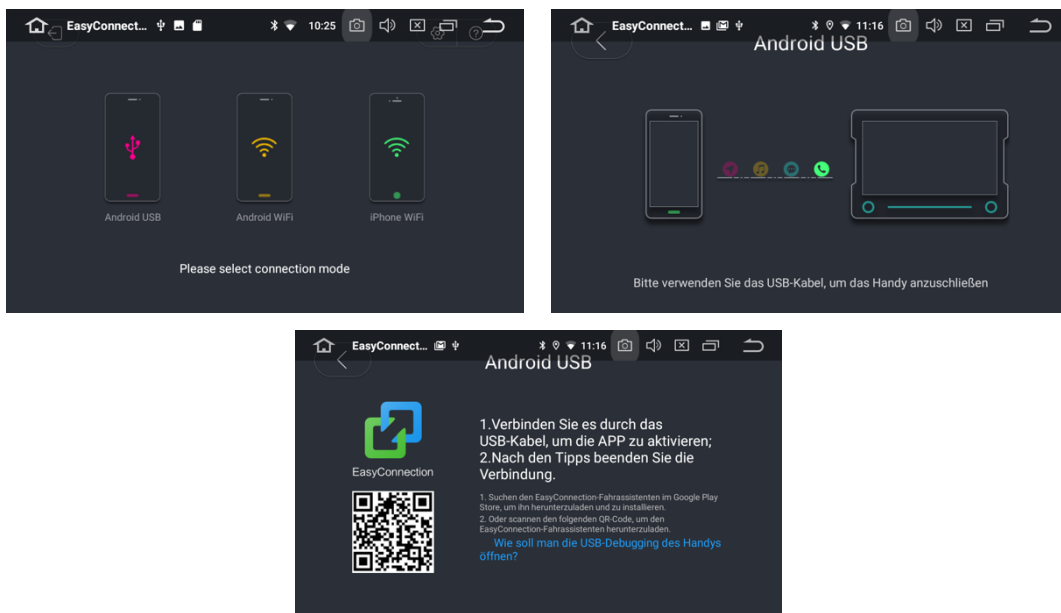 EasyConnect... 10:25
Android USB
Android WiFi
iPhone WiFi
Please select connection mode
EasyConnect... 11:16
Android USB
Bitte verwenden Sie das USB-Kabel, um das Handy anzuschließen
EasyConnect... 11:16
Android USB
EasyConnection
1.Verbinden Sie es durch das
USB-Kabel, um die APP zu aktivieren;
2.Nach den Tipps beenden Sie die
Verbindung.
1. Suchen den EasyConnection-Fahrassistenten im Google Play
Store, um ihn herunterzuladen und zu installieren.
2. Oder scannen den folgenden QR-Code, um den
EasyConnection-Fahrassistenten herunterzuladen.
Wie soll man die USB-Debugging des Handys
öffnen?